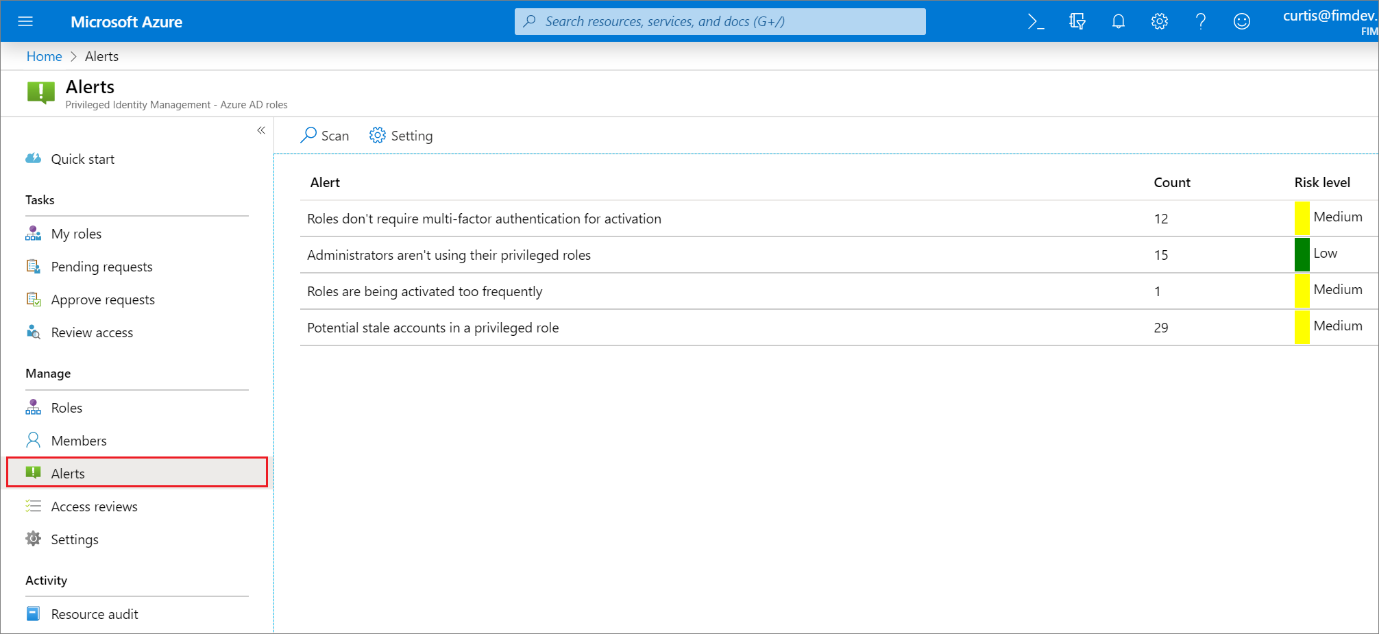 Microsoft Azure
Search resources, services, and docs (G+/)
curtis@fimdev.
FIM
Home > Alerts
Alerts
Privileged Identity Management - Azure AD roles
«
Quick start
Tasks
My roles
Pending requests
Approve requests
Review access
Manage
Roles
Members
Alerts
Access reviews
Settings
Activity
Resource audit
Scan Setting
Alert Count Risk level
Roles don't require multi-factor authentication for activation 12 Medium
Administrators aren't using their privileged roles 15 Low
Roles are being activated too frequently 1 Medium
Potential stale accounts in a privileged role 29 Medium